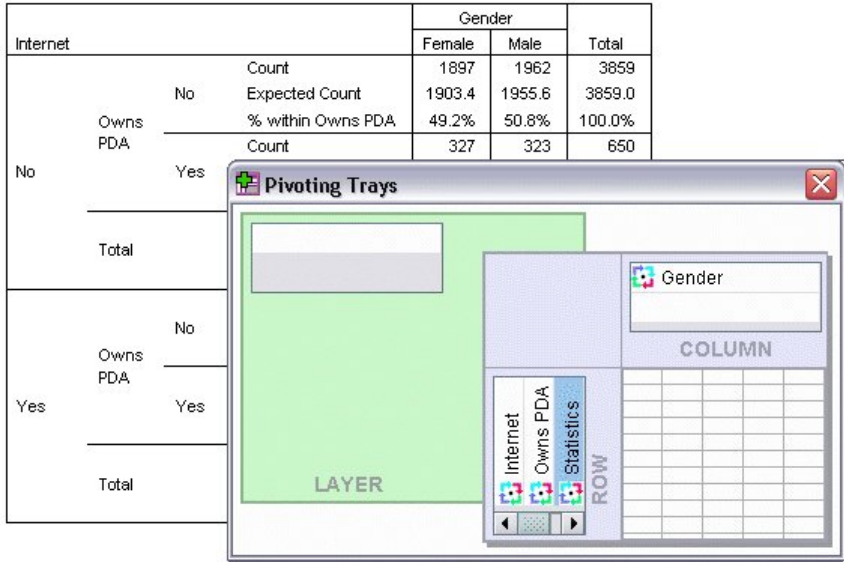 Gender
Internet Female Male Total
Count 1897 1962 3859
No Expected Count 1903.4 1955.6 3859.0
Owns PDA % within Owns PDA 49.2% 50.8% 100.0%
Count 327 323 650
No Yes
Total
No
Owns PDA
Yes Yes
Total
Pivoting Trays
LAYER
Gender
COLUMN
Internet
Owns PDA
Statistics
ROW